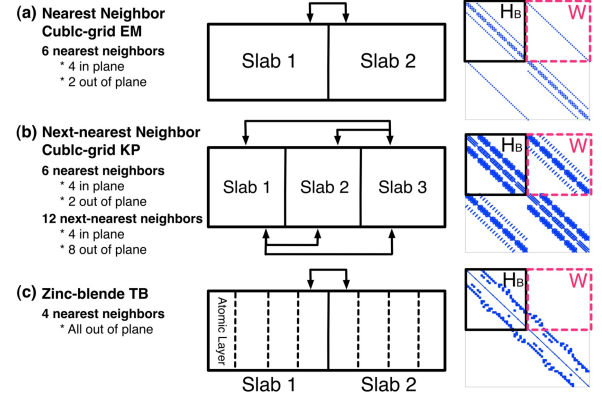 (a) Nearest Neighbor
Cubic-grid EM
6 nearest neighbors
* 4 in plane
* 2 out of plane
Slab 1
Slab 2
HB
W
(b) Next-nearest Neighbor
Cubic-grid KP
6 nearest neighbors
* 4 in plane
* 2 out of plane
12 next-nearest neighbors
* 4 in plane
* 8 out of plane
Slab 1
Slab 2
Slab 3
HB
W
(c) Zinc-blende TB
4 nearest neighbors
* All out of plane
Atomic Layer
Slab 1
Slab 2
HB
W